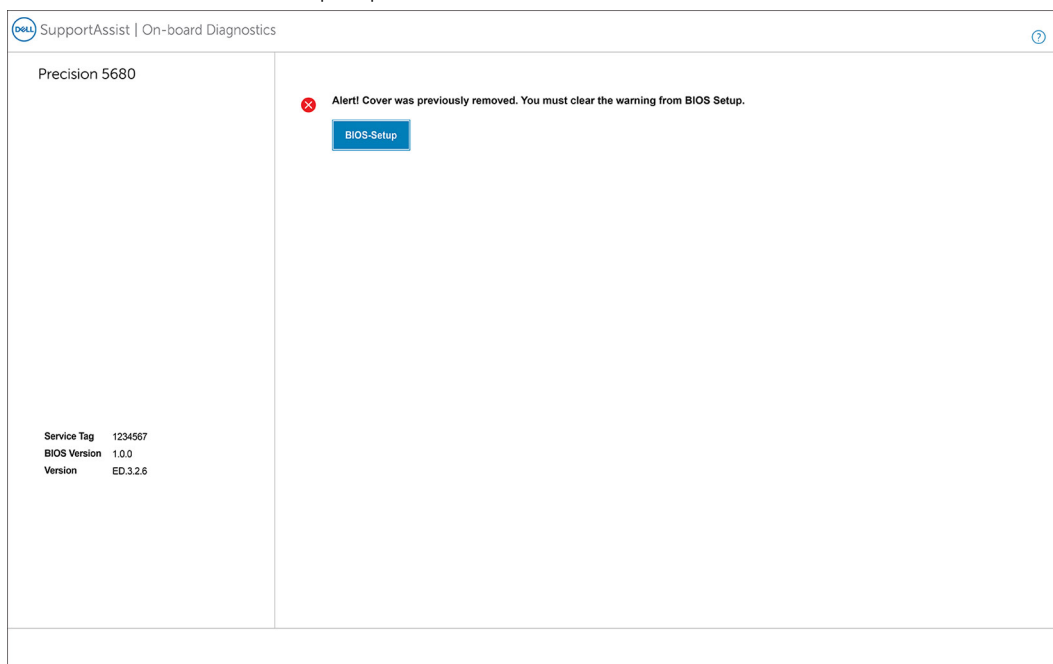 DELL SupportAssist | On-board Diagnostics
?
Precision 5680
Alert! Cover was previously removed. You must clear the warning from BIOS Setup.
BIOS-Setup
Service Tag 1234567
BIOS Version 1.0.0
Version ED.3.2.6